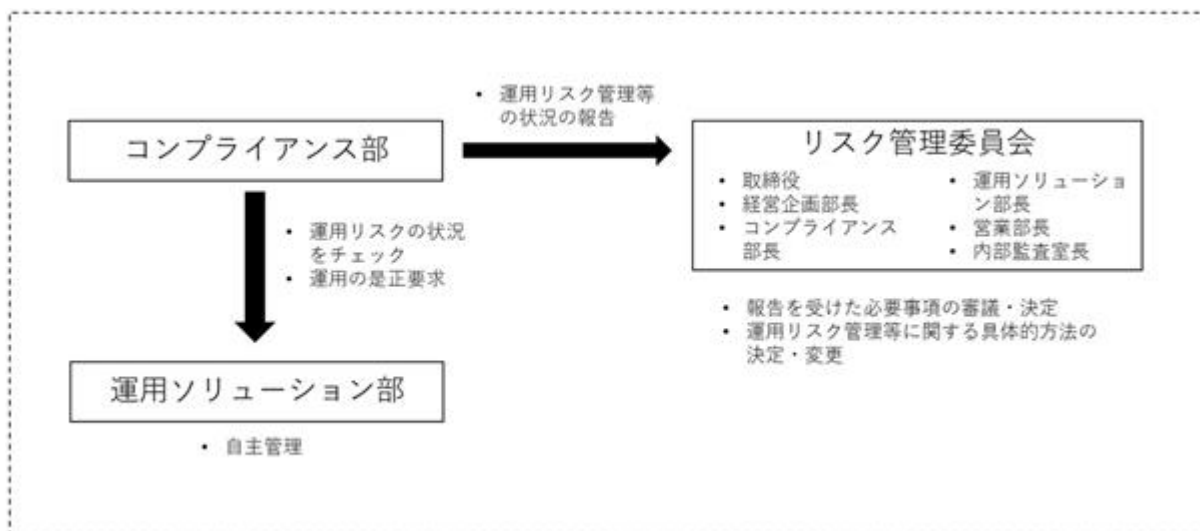 • 運用リスク管理等
の状況の報告
コンプライアンス部
リスク管理委員会
• 取締役
• 経営企画部長
• コンプライアンス
部長
• 運用ソリューショ
ン部長
• 営業部長
• 内部監査室長
• 運用リスクの状況
をチェック
• 運用の是正要求
• 報告を受けた必要事項の審議・決定
• 運用リスク管理等に関する具体的方法の
決定・変更
運用ソリューション部
• 自主管理